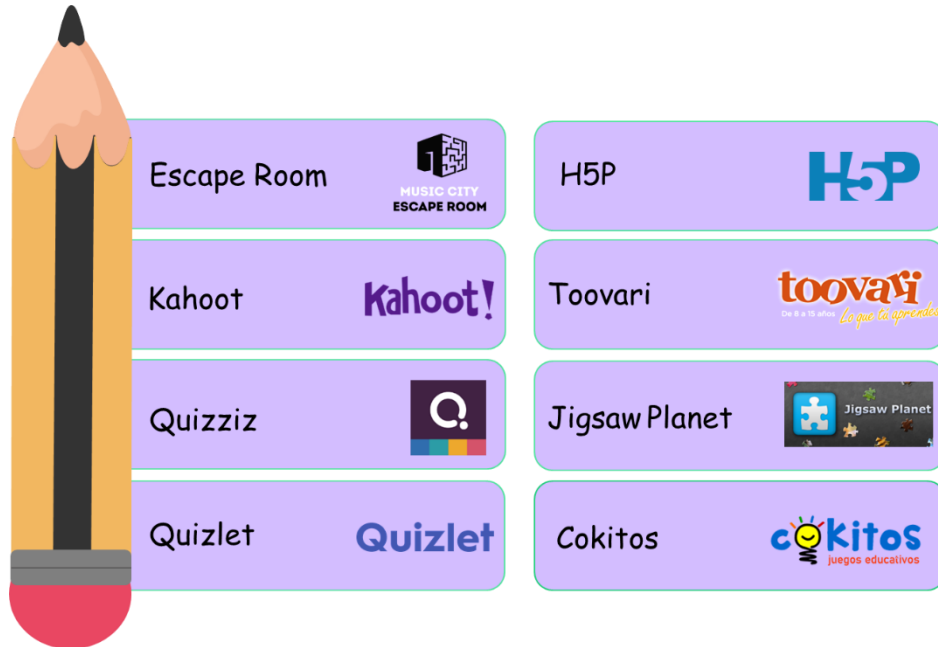 Escape Room
MUSIC CITY
ESCAPE ROOM
H5P
H5P
Kahoot
Kahoot!
Toovari
toovari
De 8 a 15 años
Lo que tú aprendes
Quizziz
Q
Jigsaw Planet
Jigsaw Planet
Quizlet
Quizlet
Cokitos
cokitos
juegos educativos